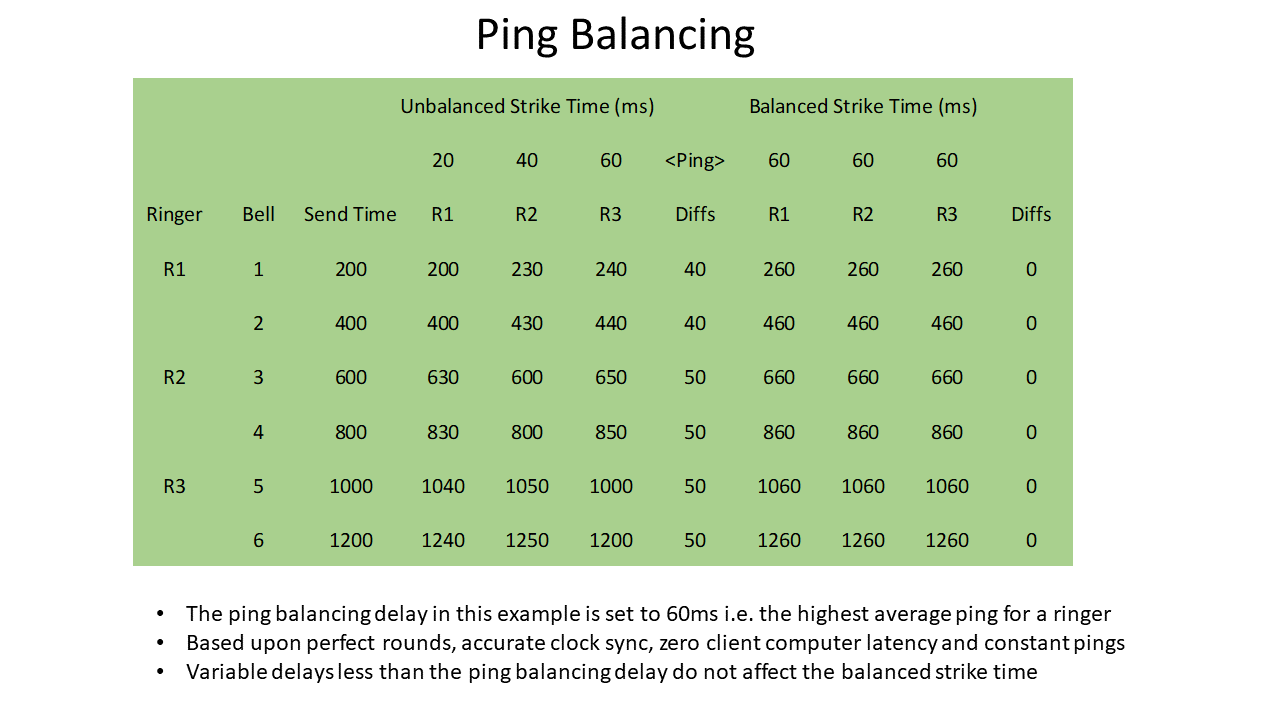 Ping Balancing
Unbalanced Strike Time (ms) Balanced Strike Time (ms)
20 40 60 <Ping> 60 60 60
Ringer Bell Send Time R1 R2 R3 Diffs R1 R2 R3 Diffs
R1 1 200 200 230 240 40 260 260 260 0
2 400 400 430 440 40 460 460 460 0
R2 3 600 630 600 650 50 660 660 660 0
4 800 830 800 850 50 860 860 860 0
R3 5 1000 1040 1050 1000 50 1060 1060 1060 0
6 1200 1240 1250 1200 50 1260 1260 1260 0
• The ping balancing delay in this example is set to 60ms i.e. the highest average ping for a ringer
• Based upon perfect rounds, accurate clock sync, zero client computer latency and constant pings
• Variable delays less than the ping balancing delay do not affect the balanced strike time